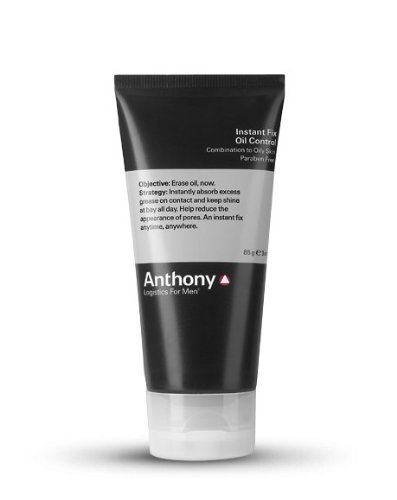 Instant Fix
Oil Control
Combination to Oily Skin
Paraben Free
Objective: Erase oil, now.
Strategy: Instantly absorb excess
grease on contact and keep shine
at bay all day. Help reduce the
appearance of pores. An instant fix
anytime, anywhere.
85 g ℮ 3
Anthony
Logistics For Men